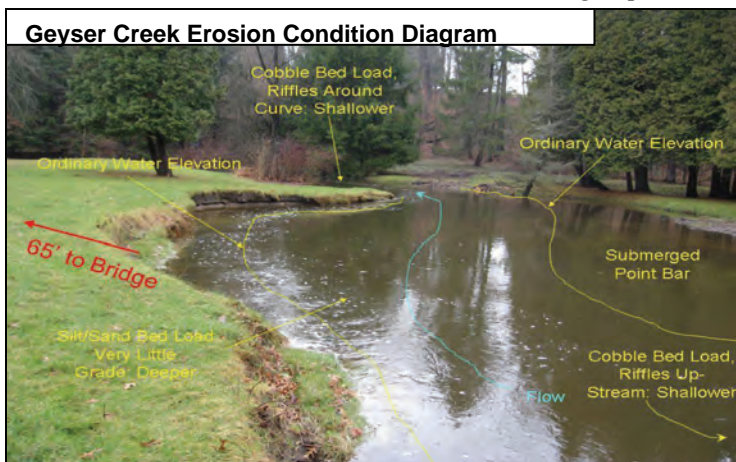 Geyser Creek Erosion Condition Diagram
Cobble Bed Load,
Riffles Around
Curve: Shallower
Ordinary Water Elevation
Ordinary Water Elevation
65' to Bridge
Submerged
Point Bar
Silt/Sand Bed Load
Very Little
Grade: Deeper
Cobble Bed Load,
Riffles Up-
Stream: Shallower
Flow